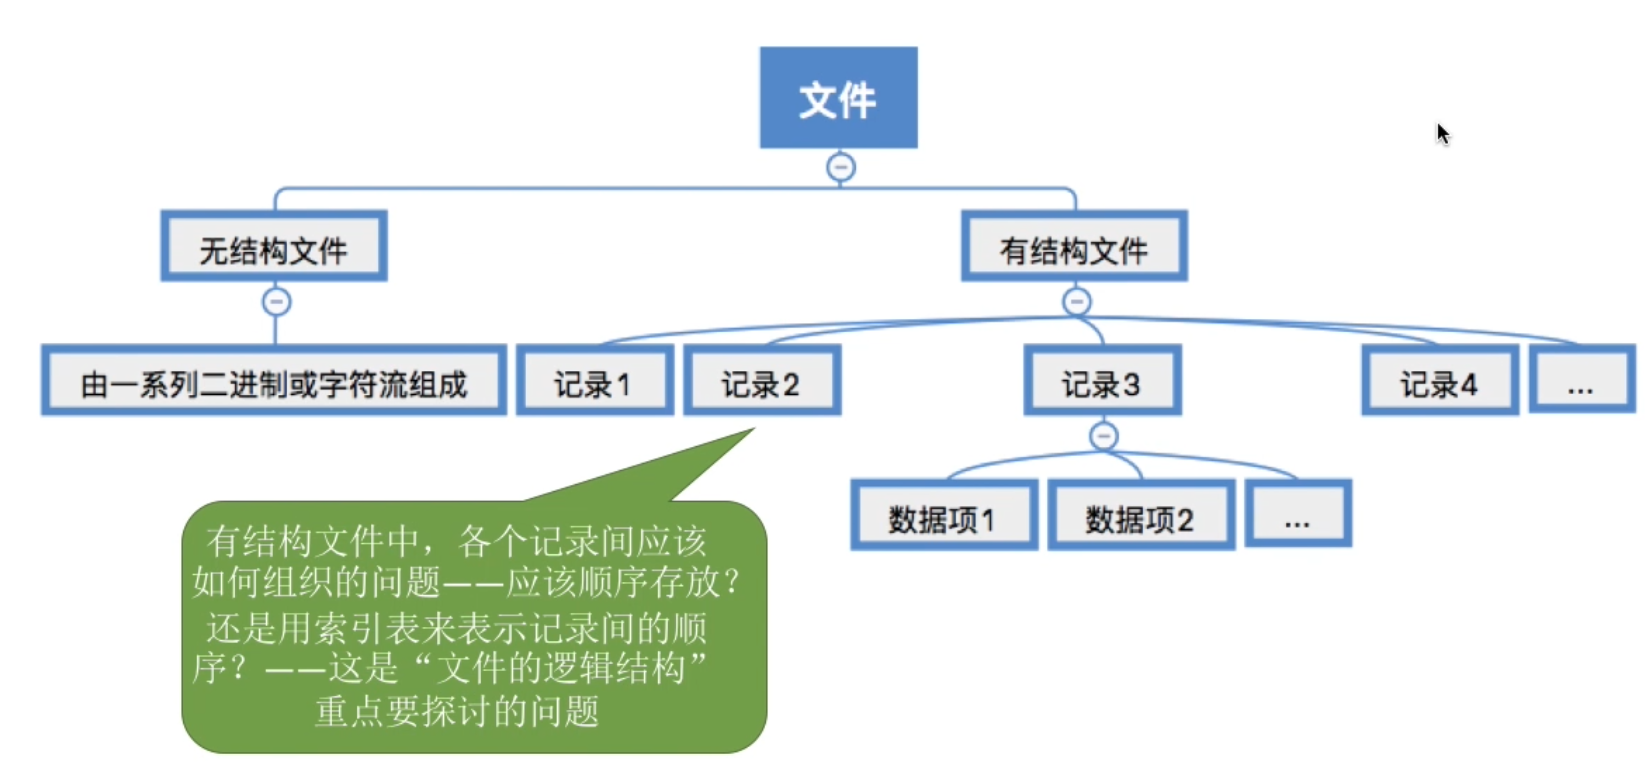 文件
无结构文件
有结构文件
由一系列二进制或字符流组成
记录1
记录2
记录3
记录4
...
数据项1
数据项2
...
有结构文件中，各个记录间应该
如何组织的问题——应该顺序存放？
还是用索引表来表示记录间的顺
序？——这是“文件的逻辑结构”
重点要探讨的问题